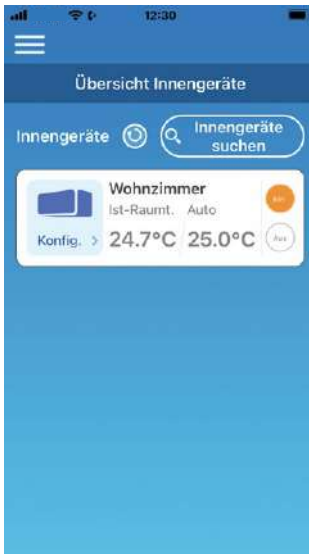 12:30
Übersicht Innengeräte
Innengeräte
Innengeräte
suchen
Wohnzimmer
Ist-Raumt. Auto
Konfig. > 24.7°C 25.0°C
Aus